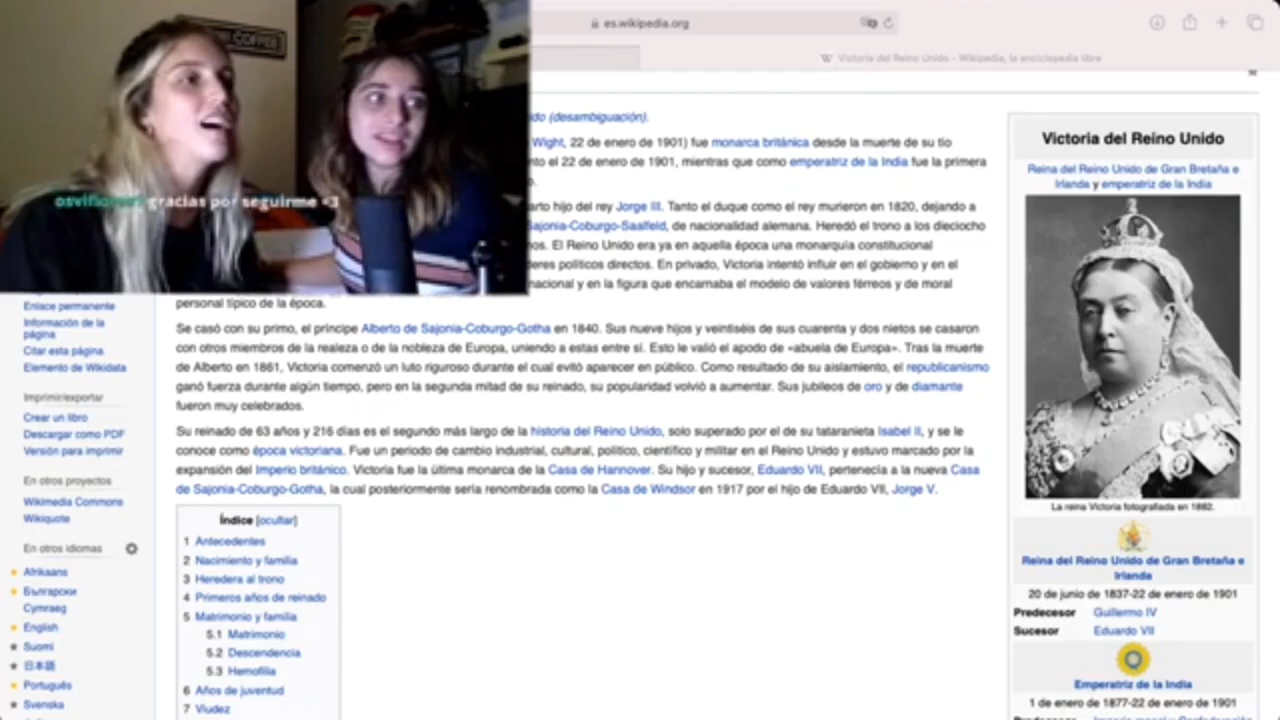 es.wikipedia.org
Victoria del Reino Unido - Wikipedia, la enciclopedia libre
COFFEE
gracias por seguirme <3
(desambiguación).
Wight, 22 de enero de 1901) fue monarca británica desde la muerte de su tío
el 22 de enero de 1901, mientras que como emperatriz de la India fue la primera
hijo del rey Jorge III. Tanto el duque como el rey murieron en 1820, dejando a
Sajonia-Coburgo-Saalfeld, de nacionalidad alemana. Heredó el trono a los dieciocho
El Reino Unido era ya en aquella época una monarquía constitucional
políticos directos. En privado, Victoria intentó influir en el gobierno y en el
y en la figura que encarnaba el modelo de valores férreos y de moral
personal típico de la época.
Se casó con su primo, el príncipe Alberto de Sajonia-Coburgo-Gotha en 1840. Sus nueve hijos y veintiséis de sus cuarenta y dos nietos se casaron
con otros miembros de la realeza o de la nobleza de Europa, uniendo a estas entre sí. Esto le valió el apodo de «abuela de Europa». Tras la muerte
de Alberto en 1861, Victoria comenzó un luto riguroso durante el cual evitó aparecer en público. Como resultado de su aislamiento, el republicanismo
ganó fuerza durante algún tiempo, pero en la segunda mitad de su reinado, su popularidad volvió a aumentar. Sus jubileos de oro y de diamante
fueron muy celebrados.
Su reinado de 63 años y 216 días es el segundo más largo de la historia del Reino Unido, solo superado por el de su tataranieta Isabel II, y se le
conoce como época victoriana. Fue un periodo de cambio industrial, cultural, político, científico y militar en el Reino Unido y estuvo marcado por la
expansión del Imperio británico. Victoria fue la última monarca de la Casa de Hannover. Su hijo y sucesor, Eduardo VII, pertenecía a la nueva Casa
de Sajonia-Coburgo-Gotha, la cual posteriormente sería renombrada como la Casa de Windsor en 1917 por el hijo de Eduardo VII, Jorge V.
Enlace permanente
Información de la
página
Citar esta página
Elemento de Wikidata
Imprimir/exportar
Crear un libro
Descargar como PDF
Versión para imprimir
En otros proyectos
Wikimedia Commons
Wikiquote
En otros idiomas
Afrikaans
Български
Cymraeg
English
Suomi
日本語
Português
Svenska
Índice [ocultar]
1 Antecedentes
2 Nacimiento y familia
3 Heredera al trono
4 Primeros años de reinado
5 Matrimonio y familia
5.1 Matrimonio
5.2 Descendencia
5.3 Hemofilia
6 Años de juventud
7 Viudez
Victoria del Reino Unido
Reina del Reino Unido de Gran Bretaña e
Irlanda y emperatriz de la India
La reina Victoria fotografiada en 1882.
Reina del Reino Unido de Gran Bretaña e
Irlanda
20 de junio de 1837-22 de enero de 1901
Predecesor Guillermo IV
Sucesor Eduardo VII
Emperatriz de la India
1 de enero de 1877-22 de enero de 1901